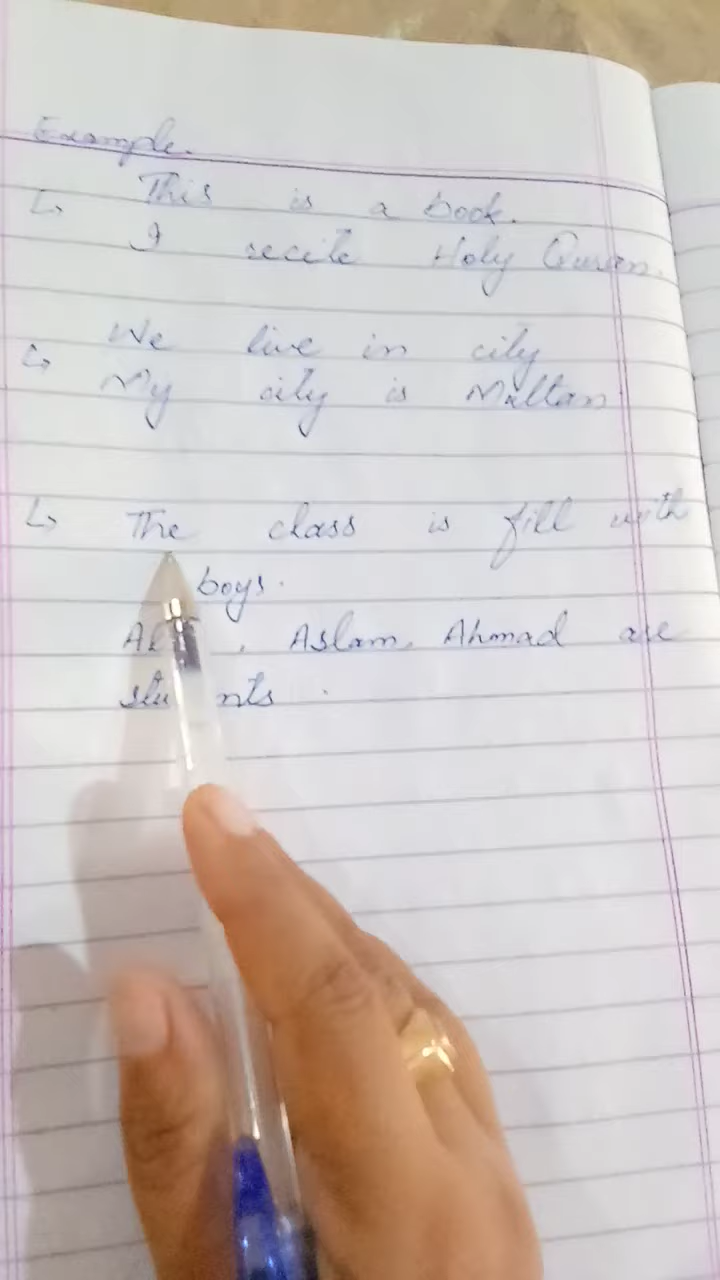 Example.
↳ This is a book.
I recite Holy Quran.
↳ We live in city
My city is Multan
↳ The class is fill with
boys.
, Aslam, Ahmad are
.